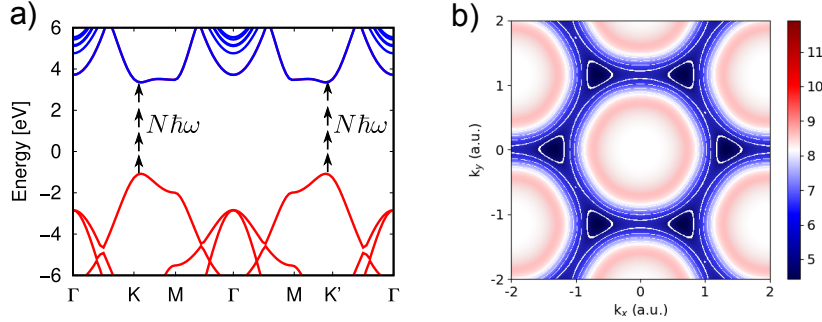 a)
Energy [eV]
6
4
2
0
−2
−4
−6
Nħω
Nħω
Γ K M Γ M K' Γ
b)
k_y (a.u.)
2
1
0
-1
-2
-2 -1 0 1 2
k_x (a.u.)
11
10
9
8
7
6
5